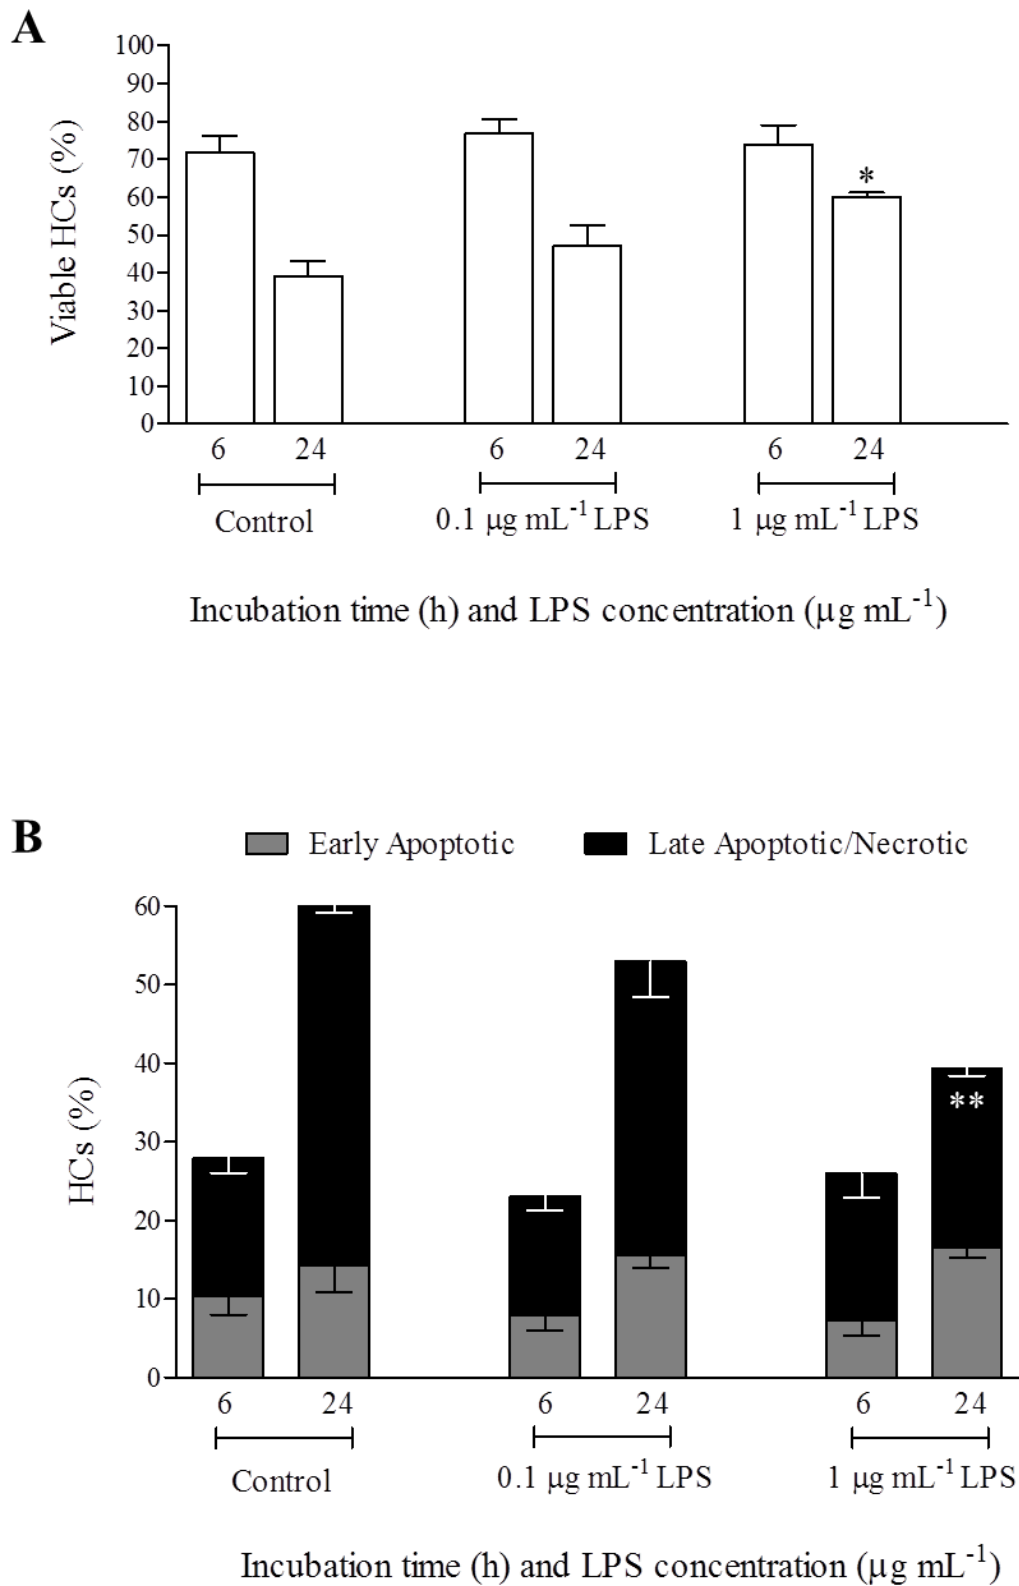 A
Viable HCs (%)
100
90
80
70
60
50
40
30
20
10
0
*
6 24 6 24 6 24
Control 0.1 μg mL⁻¹ LPS 1 μg mL⁻¹ LPS
Incubation time (h) and LPS concentration (μg mL⁻¹)
B
Early Apoptotic Late Apoptotic/Necrotic
HCs (%)
60
50
40
30
20
10
0
**
6 24 6 24 6 24
Control 0.1 μg mL⁻¹ LPS 1 μg mL⁻¹ LPS
Incubation time (h) and LPS concentration (μg mL⁻¹)